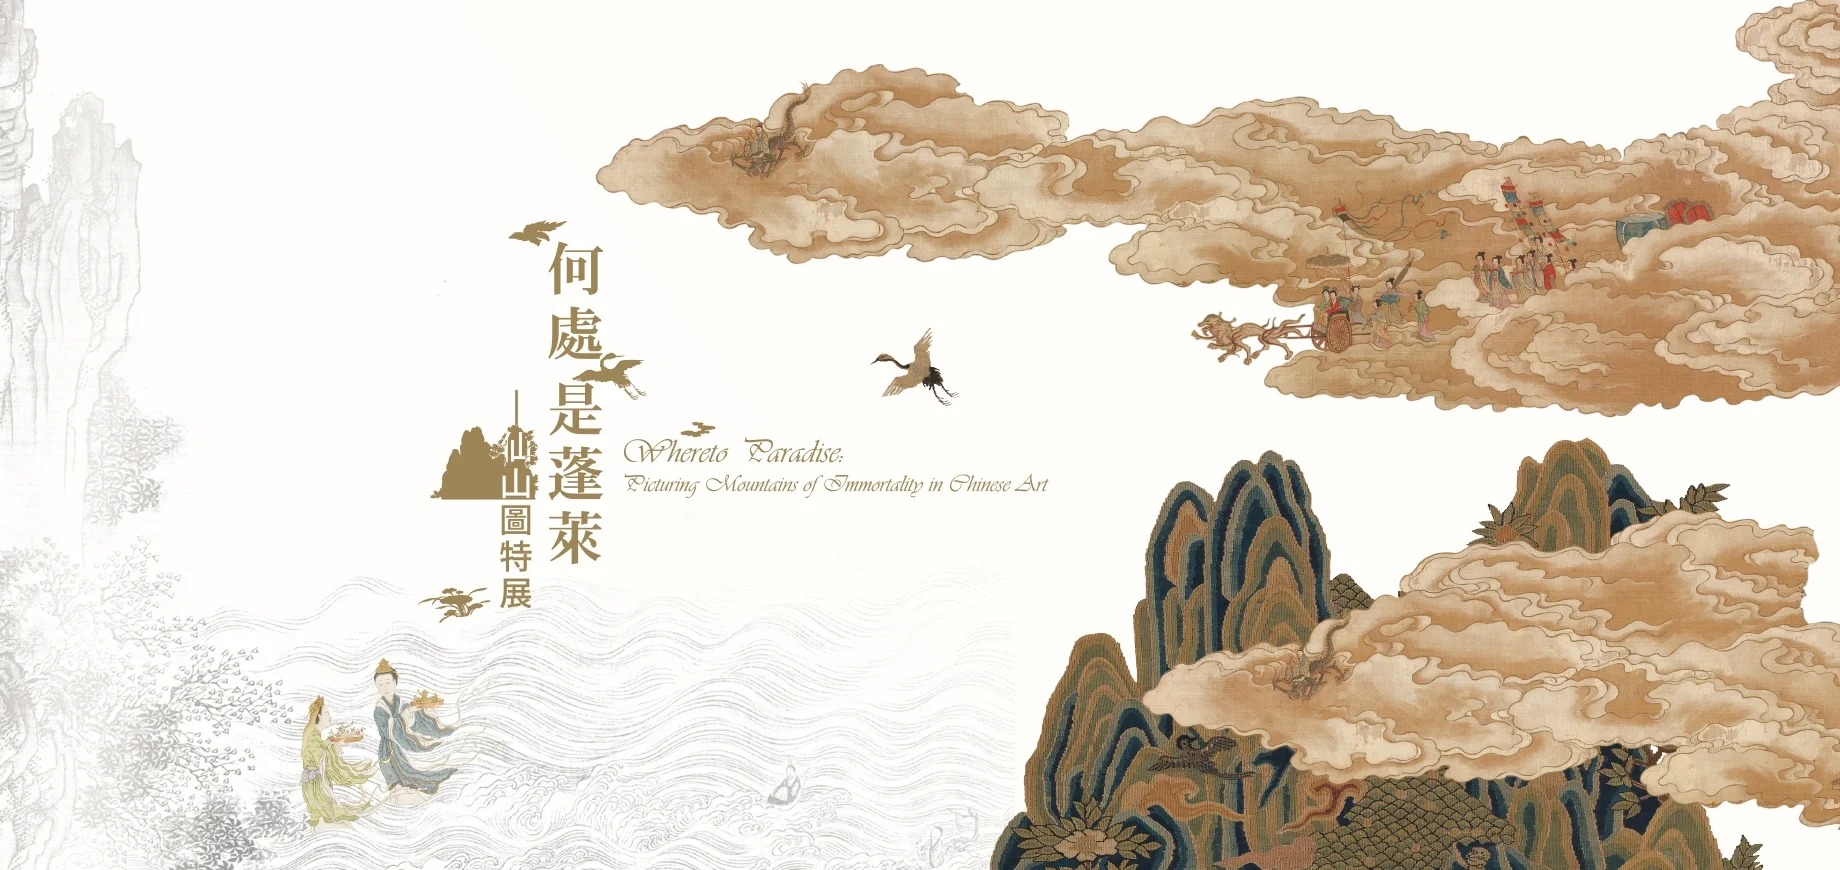 何處是蓬萊
仙山圖特展
Whereto Paradise:
Picturing Mountains of Immortality in Chinese Art